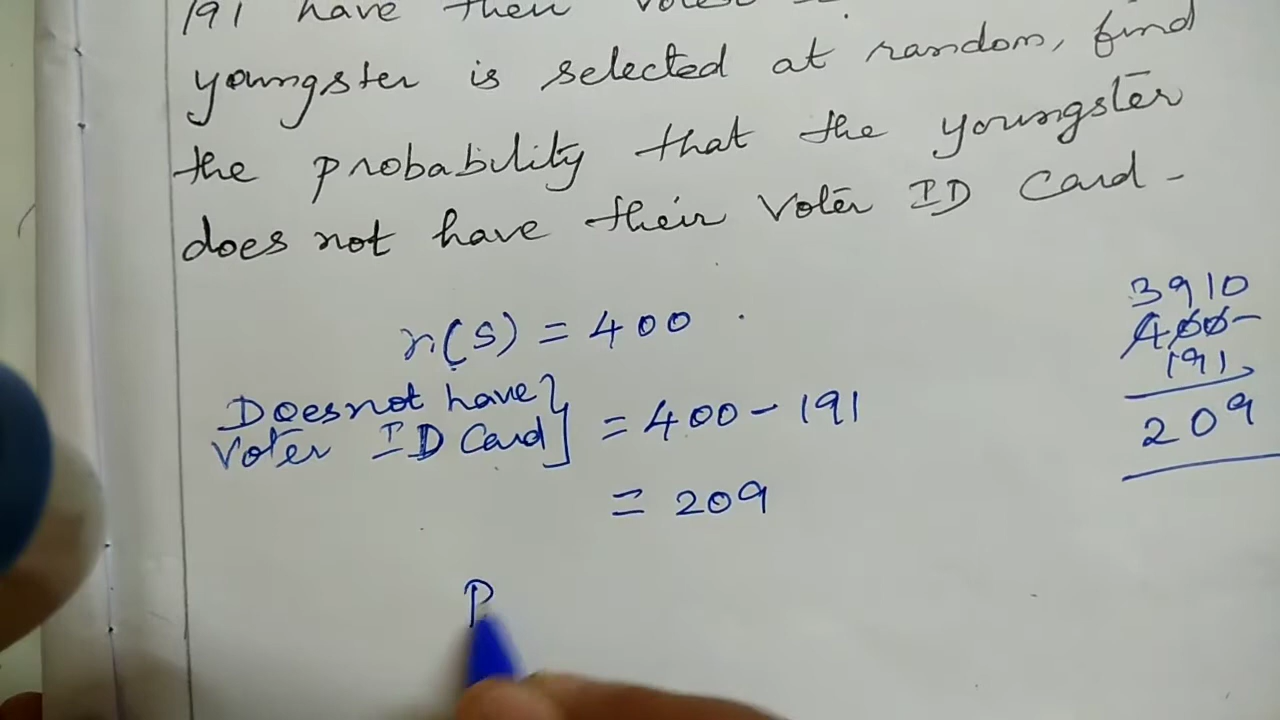 191 have their
youngster is selected at random, find
the probability that the youngster
does not have their Voter ID Card -
n(S) = 400
Does not have
Voter ID Card } = 400 - 191
= 209
P
3910
400 -
191
209